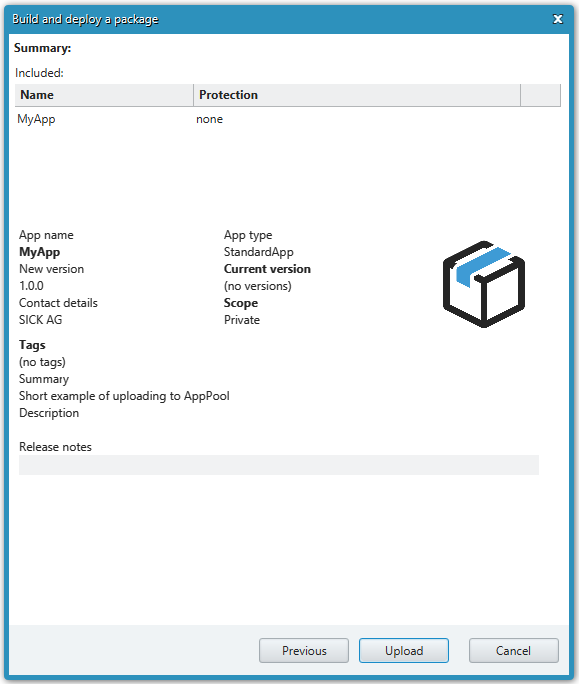 Build and deploy a package
Summary:
Included:
Name Protection
MyApp none
App name App type
MyApp StandardApp
New version Current version
1.0.0 (no versions)
Contact details Scope
SICK AG Private
Tags
(no tags)
Summary
Short example of uploading to AppPool
Description
Release notes
Previous Upload Cancel